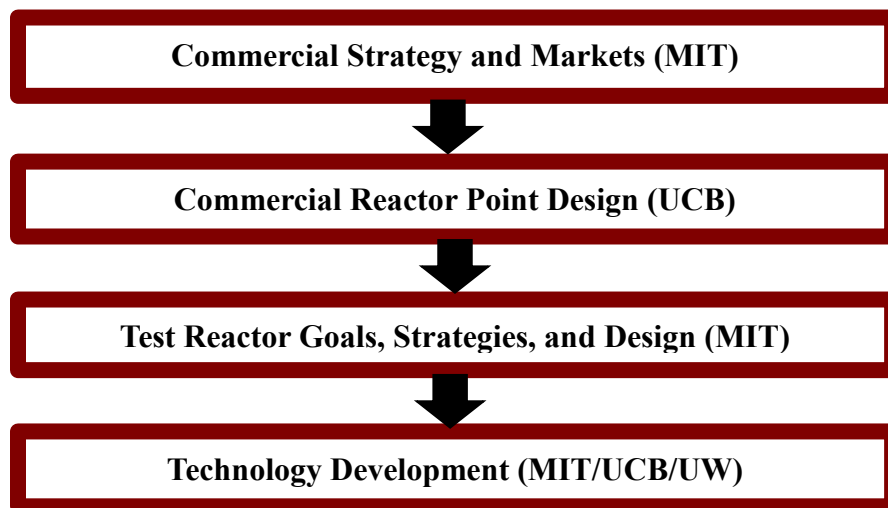 Commercial Strategy and Markets (MIT)
Commercial Reactor Point Design (UCB)
Test Reactor Goals, Strategies, and Design (MIT)
Technology Development (MIT/UCB/UW)